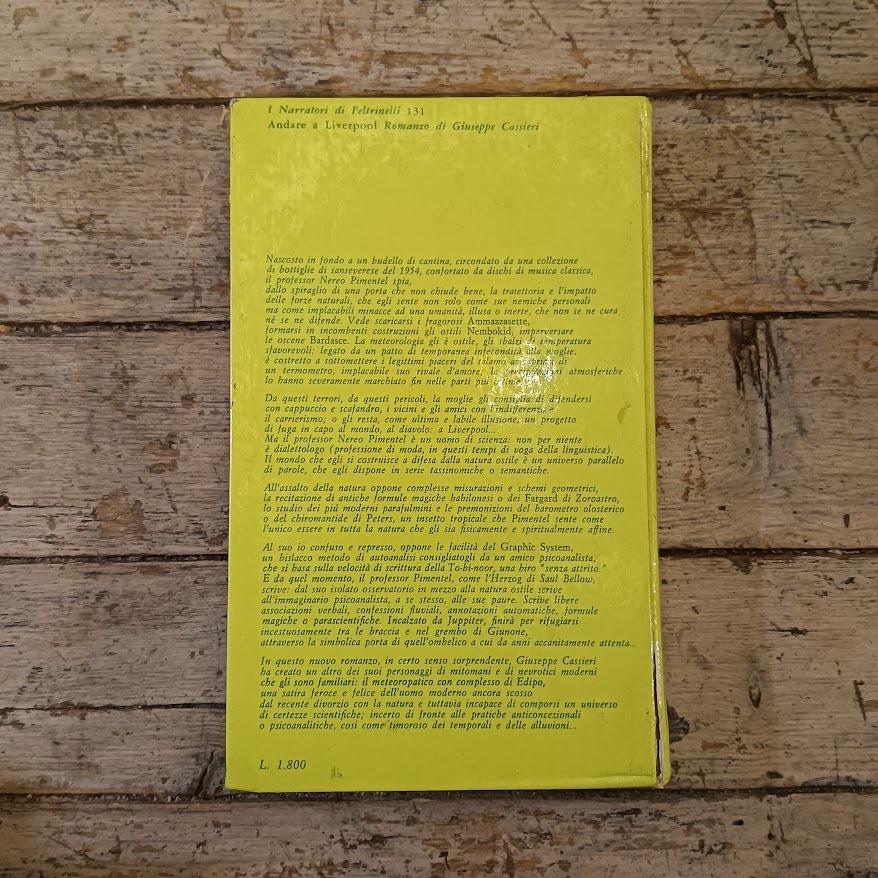 I Narratori di Feltrinelli 131
Andare a Liverpool Romanzo di Giuseppe Cassieri
Nascosto in fondo a un budello di cantina, circondato da una collezione
di bottiglie di sanseverese del 1954, confortato da dischi di musica classica,
il professor Nereo Pimentel spia,
dallo spiraglio di una porta che non chiude bene, la traiettoria e l'impatto
delle forze naturali, che egli sente non solo come sue nemiche personali
ma come implacabili minacce ad una umanità, illusa o inerte, che non se ne cura
né se ne difende. Vede scaricarsi i fragorosi Ammazzasette,
formarsi in incombenti costruzioni gli ostili Nembokid, imperversare
le oscene Bardasce. La meteorologia gli è ostile, gli sbalzi di temperatura
sfavorevoli: legato da un patto di temporanea infecondità alla moglie,
è costretto a sottomettere i legittimi piaceri del talamo di
un termometro, implacabile suo rivale d'amore; le precipitazioni atmosferiche
lo hanno severamente marchiato fin nelle parti più
Da questi terrori, da questi pericoli, la moglie gli consiglia di difendersi
con cappuccio e scafandro, i vicini e gli amici con l'indifferenza e
il carrierismo; o gli resta, come ultima e labile illusione, un progetto
di fuga in capo al mondo, al diavolo: a Liverpool...
Ma il professor Nereo Pimentel è un uomo di scienza: non per niente
è dialettologo (professione di moda, in questi tempi di voga della linguistica).
Il mondo che egli si costruisce a difesa dalla natura ostile è un universo parallelo
di parole, che egli dispone in serie tassinomiche o semantiche.
All'assalto della natura oppone complesse misurazioni e schemi geometrici,
la recitazione di antiche formule magiche babilonesi o dei Fargard di Zoroastro,
lo studio dei più moderni parafulmini e le premonizioni del barometro olosterico
o del chiromantide di Peters, un insetto tropicale che Pimentel sente come
l'unico essere in tutta la natura che gli sia fisicamente e spiritualmente affine.
Al suo io confuso e represso, oppone le facilità del Graphic System,
un bislacco metodo di autoanalisi consigliatogli da un amico psicoanalista,
che si basa sulla velocità di scrittura della To-bi-noor, una biro "senza attrito."
E da quel momento, il professor Pimentel, come l'Herzog di Saul Bellow,
scrive: dal suo isolato osservatorio in mezzo alla natura ostile scrive
all'immaginario psicoanalista, a se stesso, alle sue paure. Scrive libere
associazioni verbali, confessioni fluviali, annotazioni automatiche, formule
magiche o parascientifiche. Incalzato da Juppiter, finirà per rifugiarsi
incestuosamente tra le braccia e nel grembo di Giunone,
attraverso la simbolica porta di quell'ombelico a cui da anni accanitamente attenta...
In questo nuovo romanzo, in certo senso sorprendente, Giuseppe Cassieri
ha creato un altro dei suoi personaggi di mitomani e di nevrotici moderni
che gli sono familiari: il meteoropatico con complesso di Edipo,
una satira feroce e felice dell'uomo moderno ancora scosso
dal recente divorzio con la natura e tuttavia incapace di comporsi un universo
di certezze scientifiche; incerto di fronte alle pratiche anticoncezionali
o psicoanalitiche, così come timoroso dei temporali e delle alluvioni...
L. 1.800